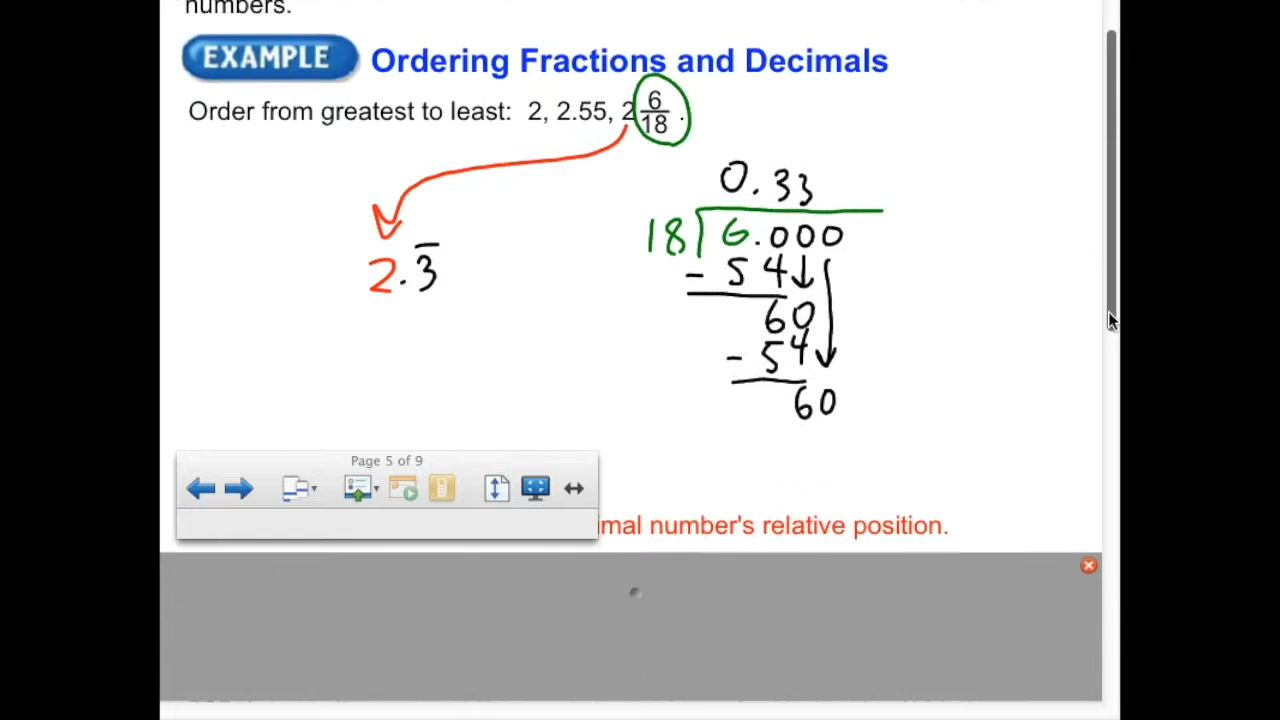 numbers.
EXAMPLE Ordering Fractions and Decimals
Order from greatest to least: 2, 2.55, 2 6/18 .
0.33
18 6.000
- 54
60
- 54
60
2.3̅
Page 5 of 9
imal number's relative position.